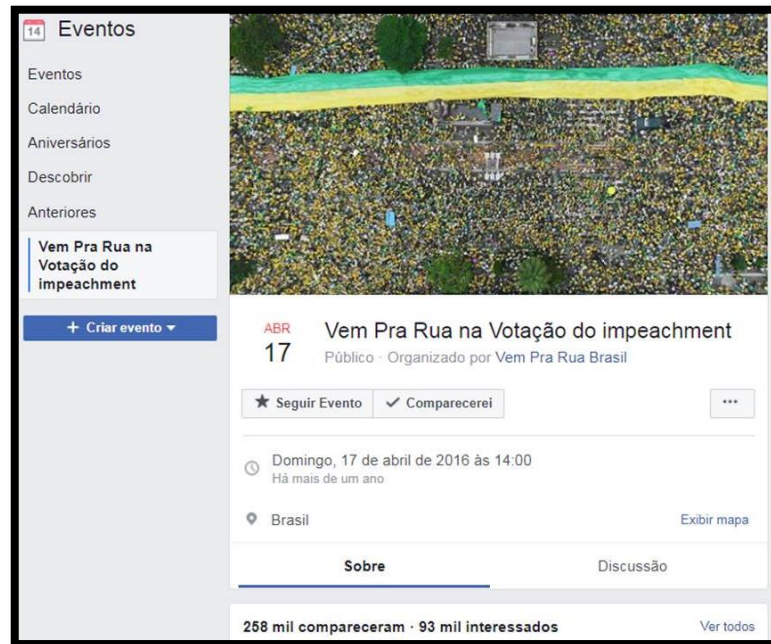 14 Eventos
Eventos
Calendário
Aniversários
Descobrir
Anteriores
Vem Pra Rua na
Votação do
impeachment
+ Criar evento
ABR
17
Vem Pra Rua na Votação do impeachment
Público · Organizado por Vem Pra Rua Brasil
Seguir Evento
Comparecerei
...
Domingo, 17 de abril de 2016 às 14:00
Há mais de um ano
Brasil
Exibir mapa
Sobre
Discussão
258 mil compareceram · 93 mil interessados
Ver todos